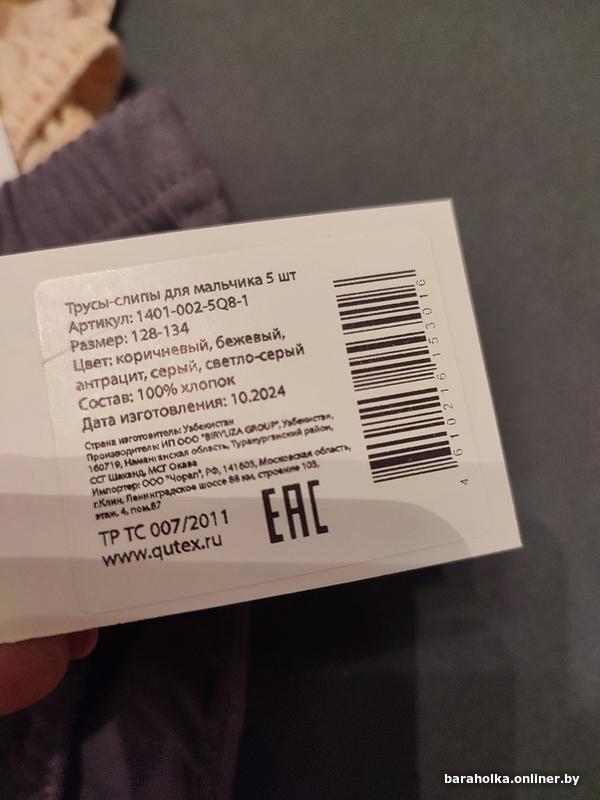 Трусы-слипы для мальчика 5 шт
Артикул: 1401-002-5Q8-1
Размер: 128-134
Цвет: коричневый, бежевый,
антрацит, серый, светло-серый
Состав: 100% хлопок
Дата изготовления: 10.2024
Страна изготовитель: Узбекистан
Производитель: ИП ООО "BIRYUZA GROUP", Узбекистан,
160719, Наманганская область, Туракурганский район,
ССГ Шаханд, МСГ Окава
Импортер: ООО "Чорал", РФ, 141603, Московская область,
г.Клин, Ленинградское шоссе 88 км, строение 103,
этаж. 4, пом.87
ТР ТС 007/2011
www.qutex.ru
EAC
4 610216 153016
baraholka.onliner.by